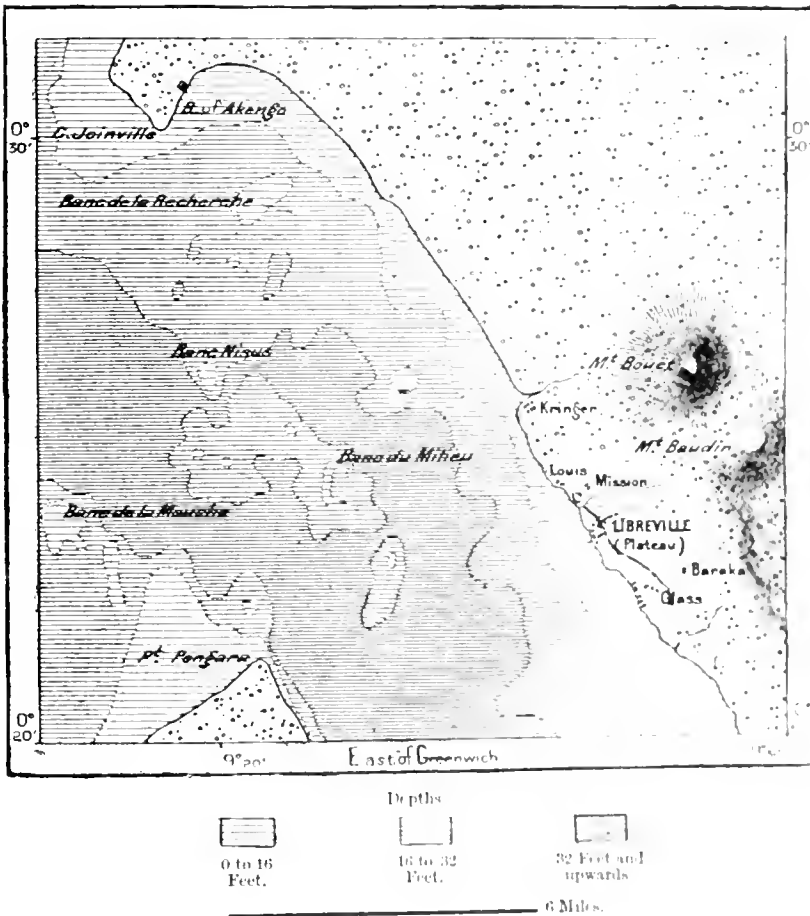 B. of Akengo
C. Joinville
0°
30'
0°
30'
Banc de la Recherche
Banc Nisus
Mt Bouet
Kringer
Banc du Milieu
Mt Baudin
Louis
Mission
Banc de la Mouche
LIBREVILLE
(Plateau)
Baraka
Glass
Pt. Pongara
0°
20'
9°20'
East of Greenwich
Depths
0 to 16
Feet.
16 to 32
Feet.
32 Feet and
upwards
6 Miles.